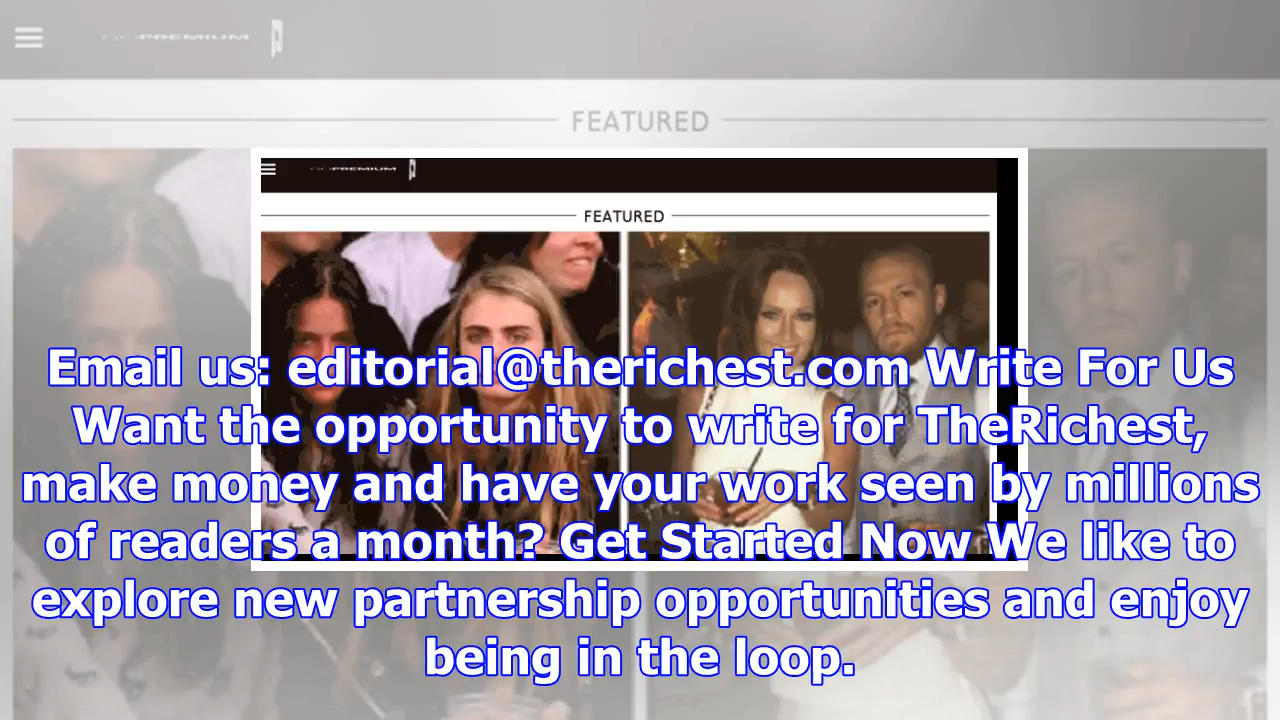 GOPREMIUM
FEATURED
GOPREMIUM
FEATURED
Email us: editorial@therichest.com Write For Us
Want the opportunity to write for TheRichest,
make money and have your work seen by millions
of readers a month? Get Started Now We like to
explore new partnership opportunities and enjoy
being in the loop.